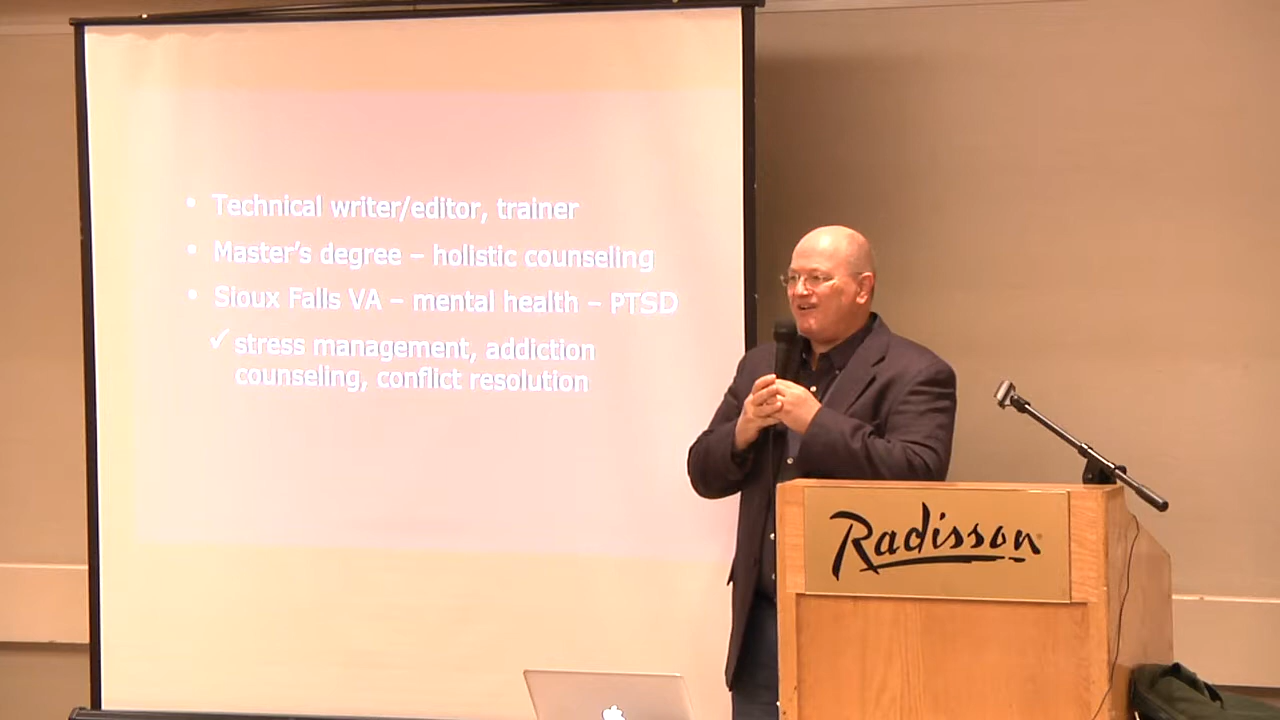 • Technical writer/editor, trainer
• Master's degree – holistic counseling
• Sioux Falls VA – mental health – PTSD
✓ stress management, addiction
counseling, conflict resolution
Radisson